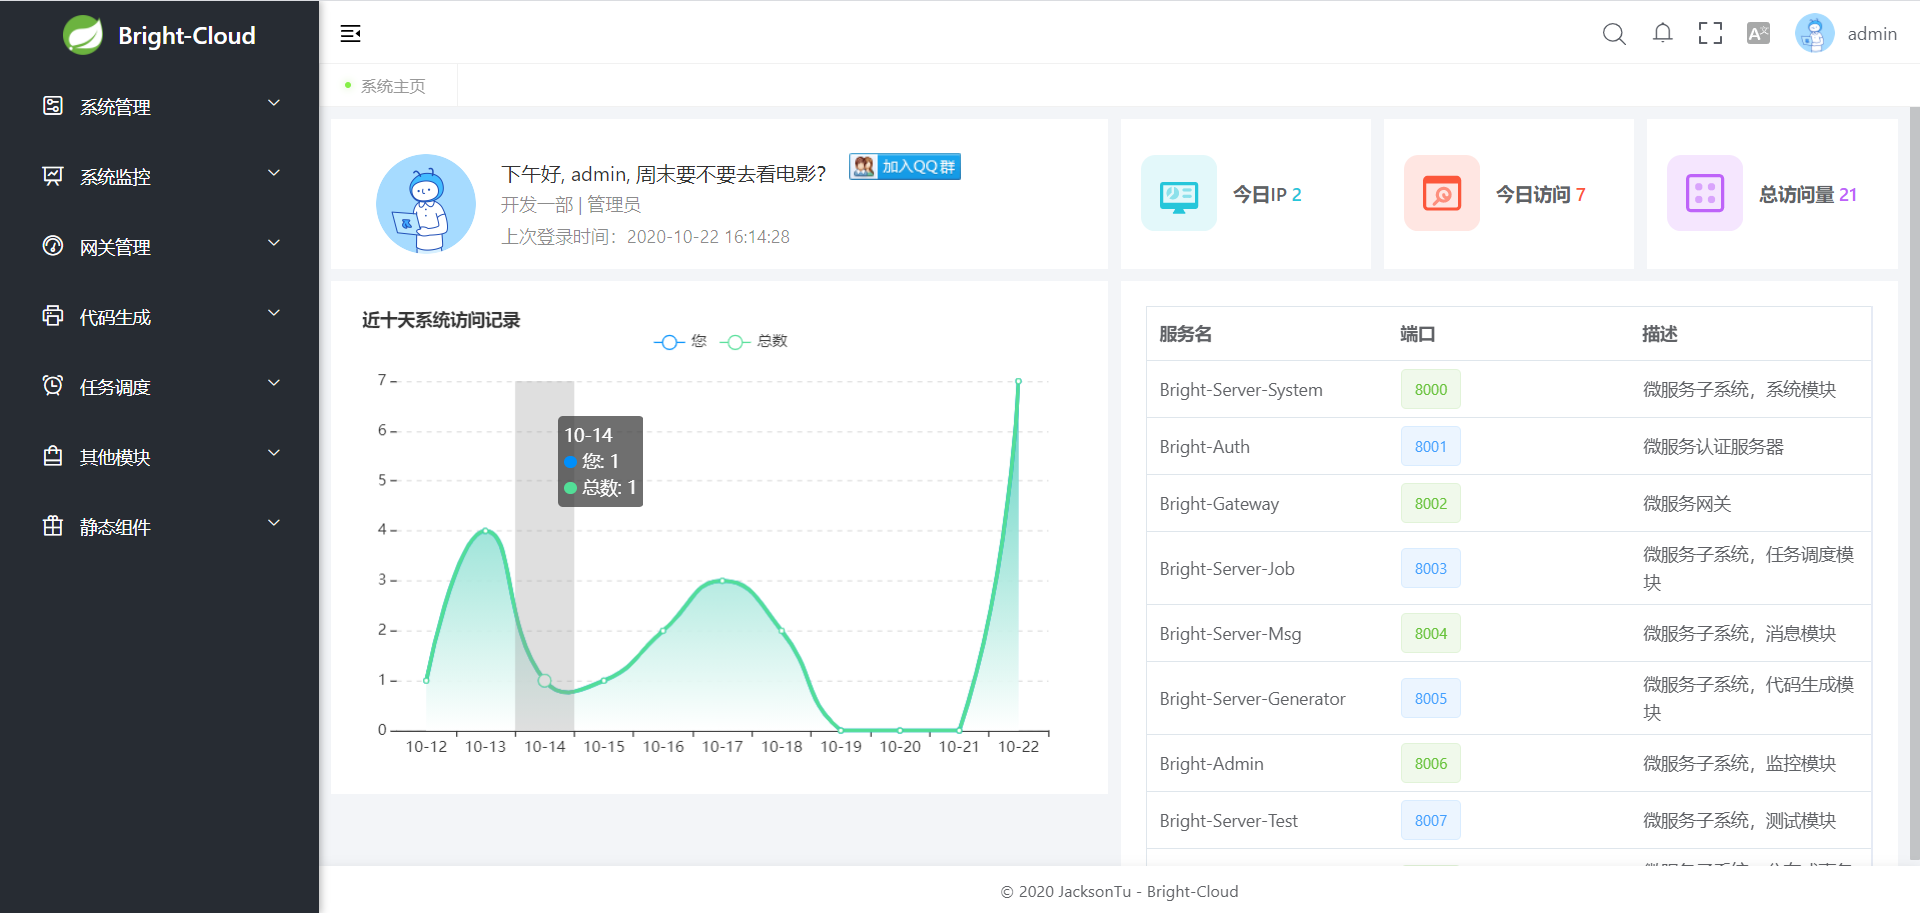 Bright-Cloud
系统管理
系统监控
网关管理
代码生成
任务调度
其他模块
静态组件
admin
系统主页
下午好, admin, 周末要不要去看电影?
加入QQ群
开发一部 | 管理员
上次登录时间: 2020-10-22 16:14:28
今日IP 2
今日访问 7
总访问量 21
近十天系统访问记录
您 总数
7
6
5
4
3
2
1
0
10-14
您: 1
总数: 1
10-12 10-13 10-14 10-15 10-16 10-17 10-18 10-19 10-20 10-21 10-22
服务名 端口 描述
Bright-Server-System 8000 微服务子系统，系统模块
Bright-Auth 8001 微服务认证服务器
Bright-Gateway 8002 微服务网关
Bright-Server-Job 8003 微服务子系统，任务调度模
块
Bright-Server-Msg 8004 微服务子系统，消息模块
Bright-Server-Generator 8005 微服务子系统，代码生成模
块
Bright-Admin 8006 微服务子系统，监控模块
Bright-Server-Test 8007 微服务子系统，测试模块
© 2020 JacksonTu - Bright-Cloud